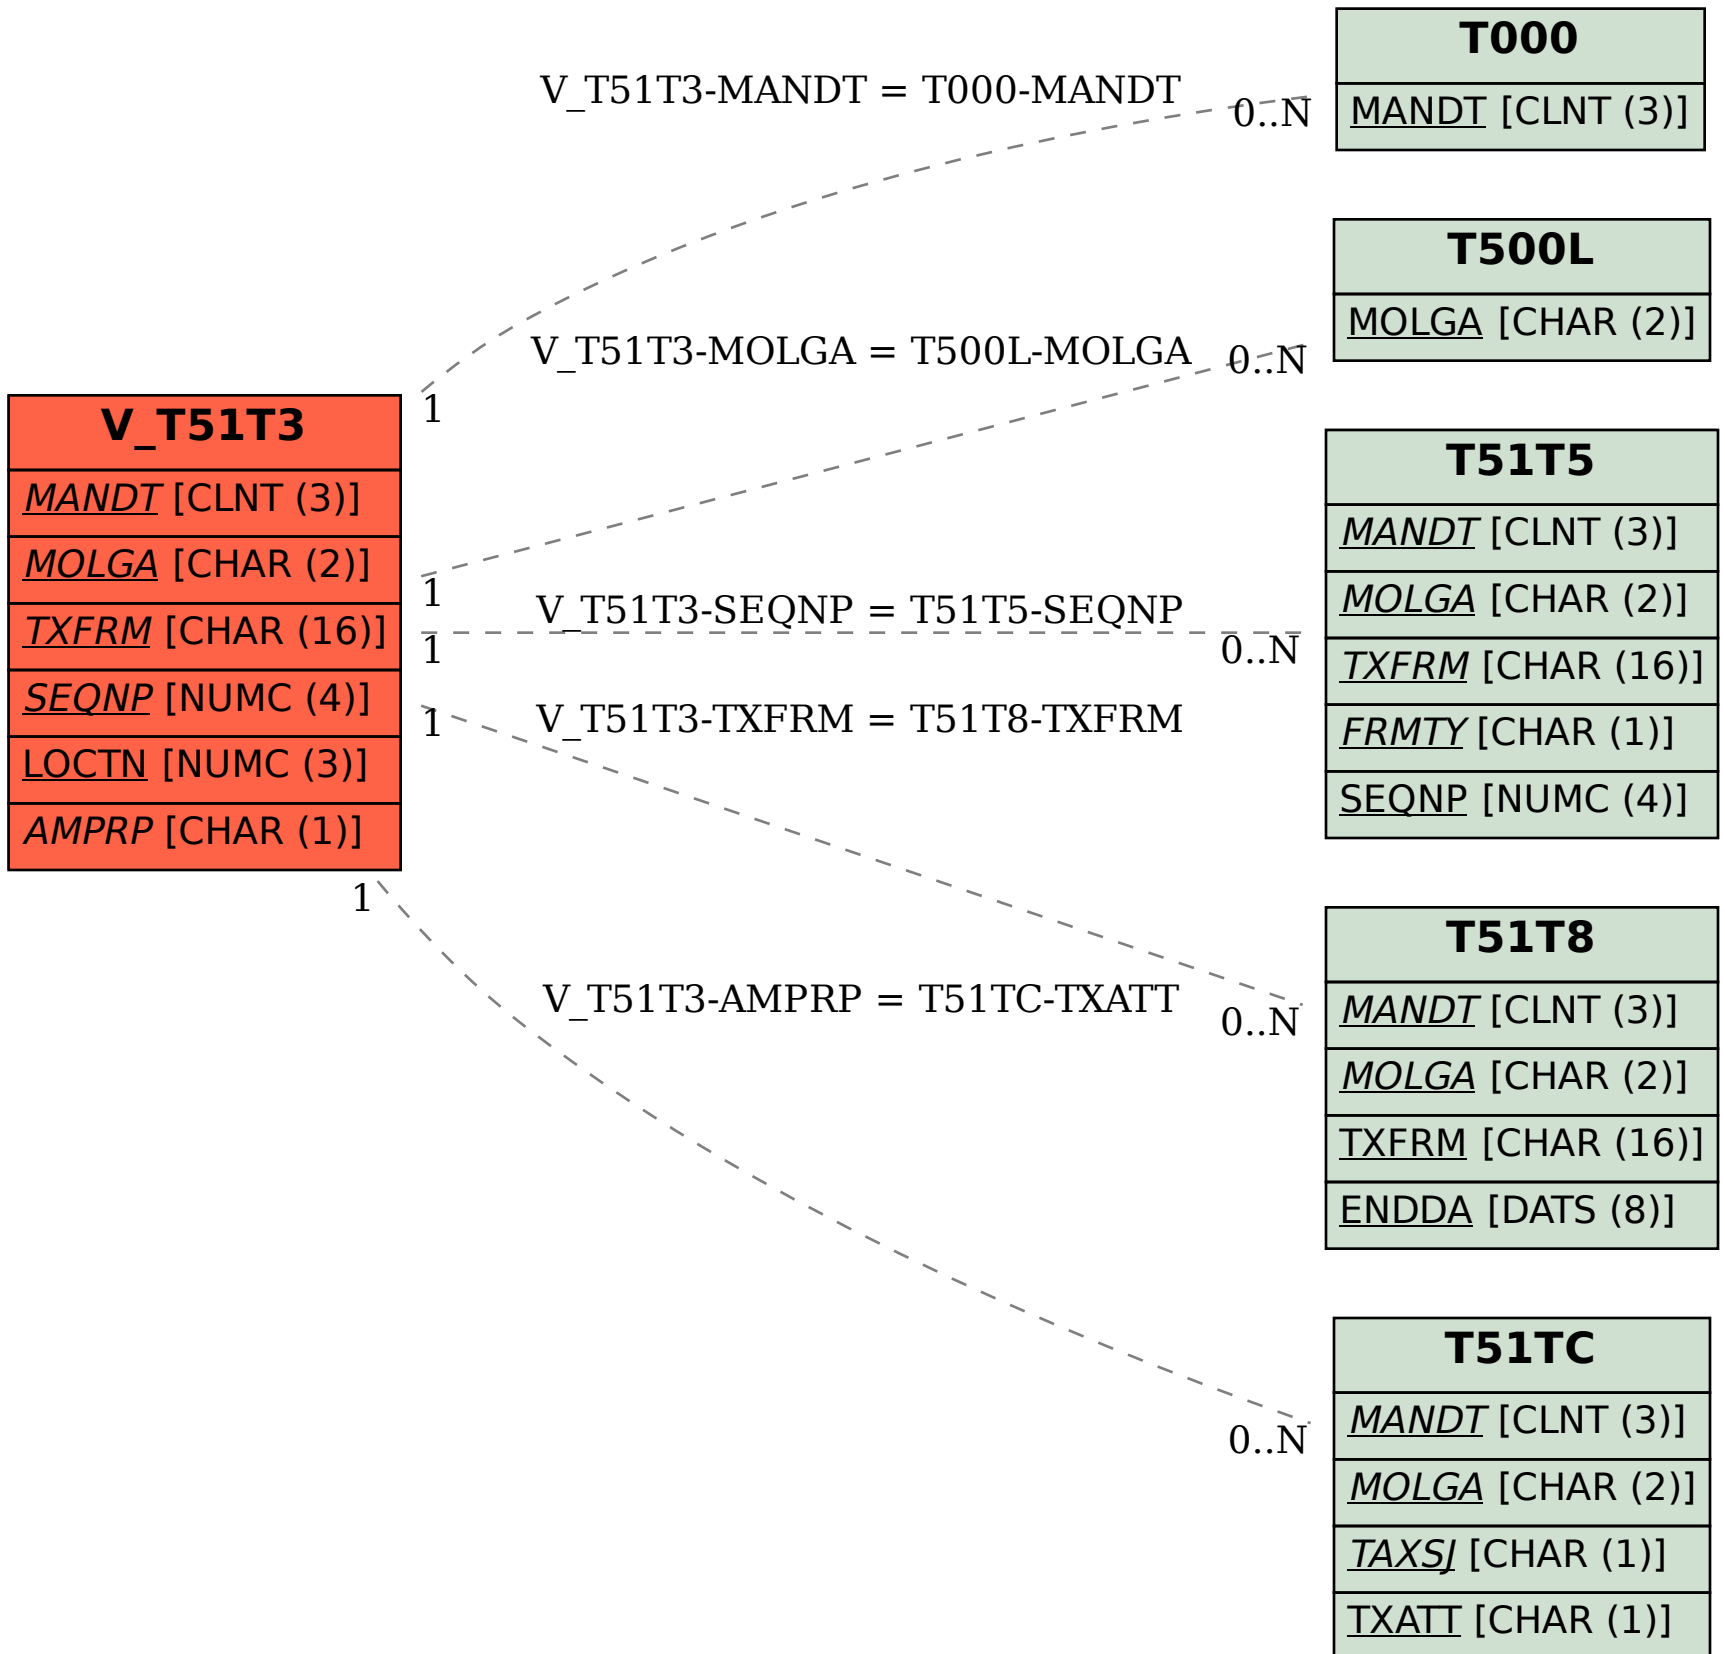 T000
MANDT [CLNT (3)]
V_T51T3-MANDT = T000-MANDT
0..N
1
T500L
MOLGA [CHAR (2)]
V_T51T3-MOLGA = T500L-MOLGA
0..N
1
V_T51T3
MANDT [CLNT (3)]
MOLGA [CHAR (2)]
TXFRM [CHAR (16)]
SEQNP [NUMC (4)]
LOCTN [NUMC (3)]
AMPRP [CHAR (1)]
V_T51T3-SEQNP = T51T5-SEQNP
1
0..N
T51T5
MANDT [CLNT (3)]
MOLGA [CHAR (2)]
TXFRM [CHAR (16)]
FRMTY [CHAR (1)]
SEQNP [NUMC (4)]
V_T51T3-TXFRM = T51T8-TXFRM
1
0..N
T51T8
MANDT [CLNT (3)]
MOLGA [CHAR (2)]
TXFRM [CHAR (16)]
ENDDA [DATS (8)]
V_T51T3-AMPRP = T51TC-TXATT
1
0..N
T51TC
MANDT [CLNT (3)]
MOLGA [CHAR (2)]
TAXSJ [CHAR (1)]
TXATT [CHAR (1)]